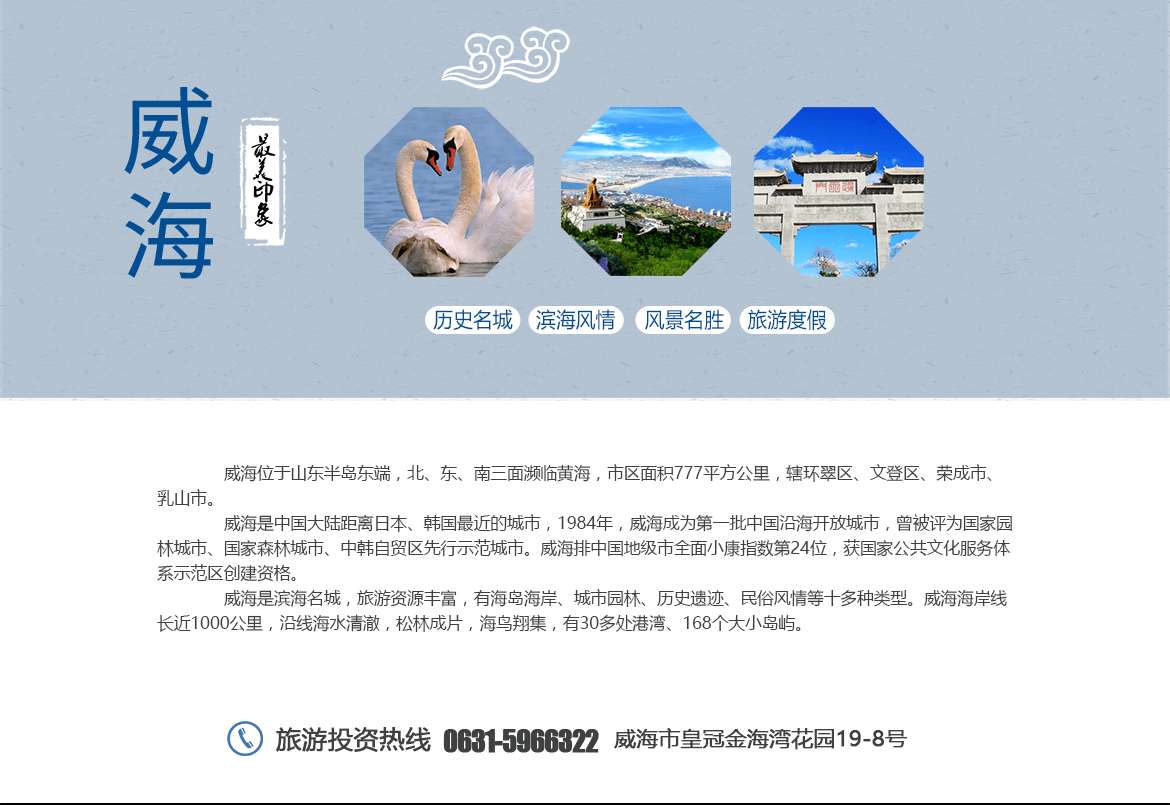 威海
最美印象
历史名城 滨海风情 风景名胜 旅游度假
威海位于山东半岛东端，北、东、南三面濒临黄海，市区面积777平方公里，辖环翠区、文登区、荣成市、
乳山市。
威海是中国大陆距离日本、韩国最近的城市，1984年，威海成为第一批中国沿海开放城市，曾被评为国家园
林城市、国家森林城市、中韩自贸区先行示范城市。威海排中国地级市全面小康指数第24位，获国家公共文化服务体
系示范区创建资格。
威海是滨海名城，旅游资源丰富，有海岛海岸、城市园林、历史遗迹、民俗风情等十多种类型。威海海岸线
长近1000公里，沿线海水清澈，松林成片，海鸟翔集，有30多处港湾、168个大小岛屿。
旅游投资热线 0631-5966322 威海市皇冠金海湾花园19-8号